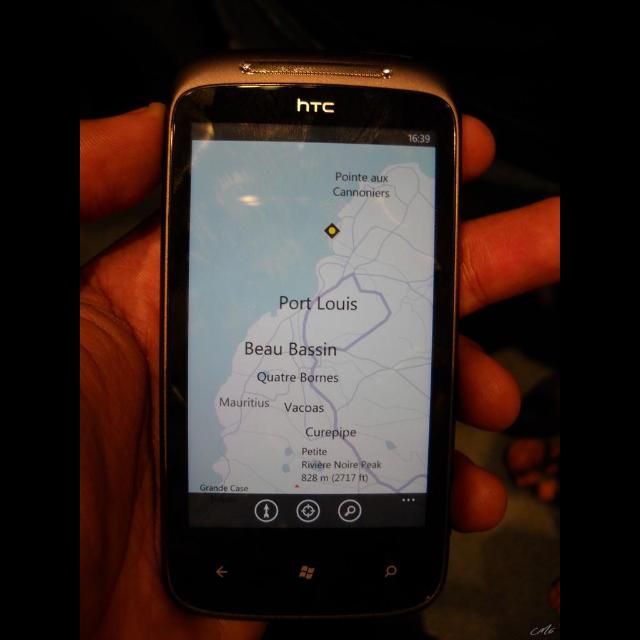 hTC
16:39
Pointe aux
Cannoniers
Port Louis
Beau Bassin
Quatre Bornes
Mauritius
Vacoas
Curepipe
Petite
Rivière Noire Peak
828 m (2717 ft)
Grande Case